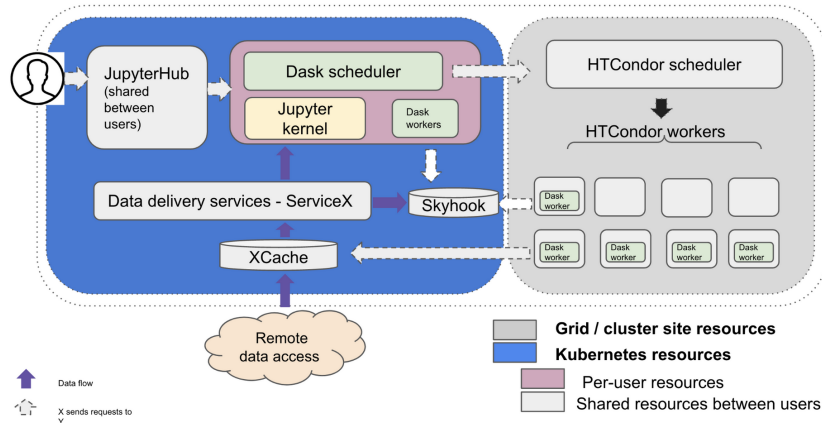 JupyterHub
(shared
between
users)
Dask scheduler
Jupyter
kernel
Dask
workers
HTCondor scheduler
HTCondor workers
Data delivery services - ServiceX
Skyhook
XCache
Dask
worker
Dask
worker
Dask
worker
Dask
worker
Dask
worker
Remote
data access
Grid / cluster site resources
Kubernetes resources
Per-user resources
Shared resources between users
Data flow
X sends requests to
Y